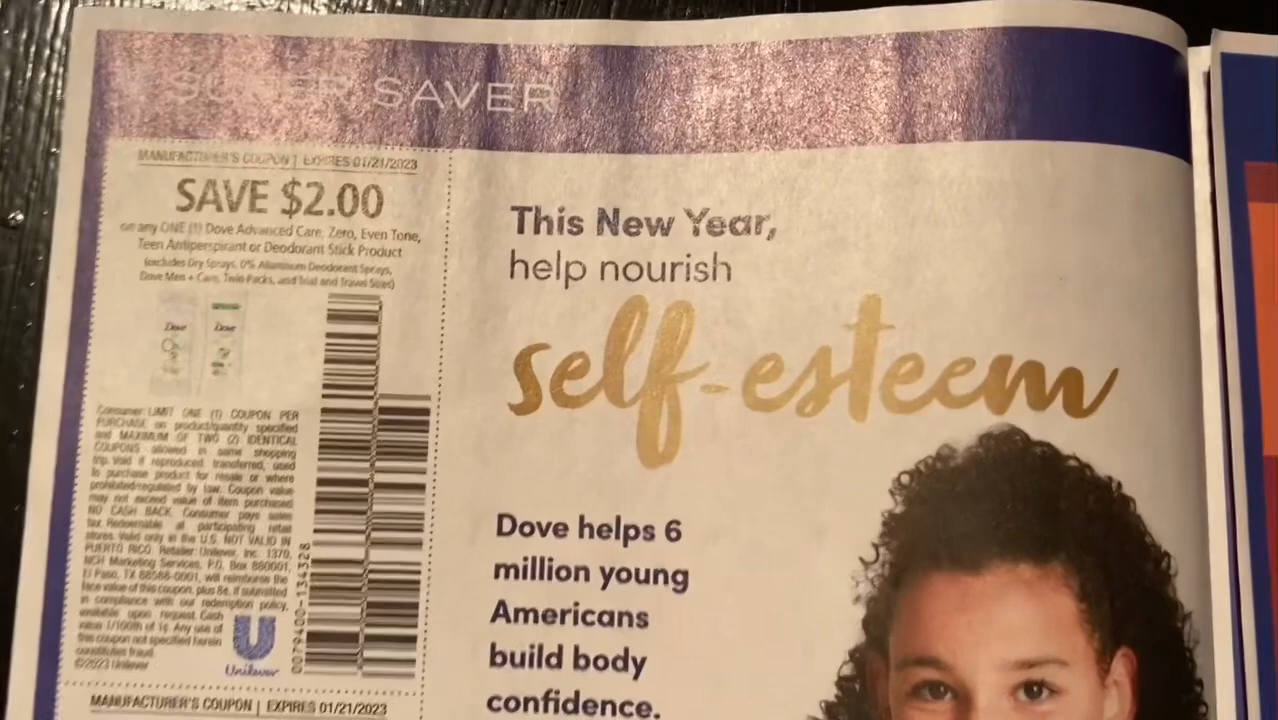 SUPER SAVER
MANUFACTURER'S COUPON | EXPIRES 01/21/2023
SAVE $2.00
on any ONE (1) Dove Advanced Care, Zero, Even Tone,
Teen Antiperspirant or Deodorant Stick Product
(excludes Dry Sprays, 0% Aluminum Deodorant Sprays,
Dove Men + Care, Twin Packs, and Trial and Travel Sizes)
Dove
Dove
Consumer: LIMIT ONE (1) COUPON PER
PURCHASE on product/quantity specified
and MAXIMUM OF TWO (2) IDENTICAL
COUPONS allowed in same shopping
trip. Void if reproduced, transferred, used
to purchase product for resale or where
prohibited/regulated by law. Coupon value
may not exceed value of item purchased.
NO CASH BACK. Consumer pays sales
tax. Redeemable at participating retail
stores. Valid only in the U.S. NOT VALID IN
PUERTO RICO. Retailer: Unilever, Inc. 1370,
NCH Marketing Services, P.O. Box 880001,
El Paso, TX 88588-0001, will reimburse the
face value of this coupon, plus 8¢, if submitted
in compliance with our redemption policy,
available upon request. Cash
value 1/100th of 1¢. Any use of
this coupon not specified herein
constitutes fraud.
©2023 Unilever
Unilever
0079400-134328
MANUFACTURER'S COUPON | EXPIRES 01/21/2023
This New Year,
help nourish
self-esteem
Dove helps 6
million young
Americans
build body
confidence.